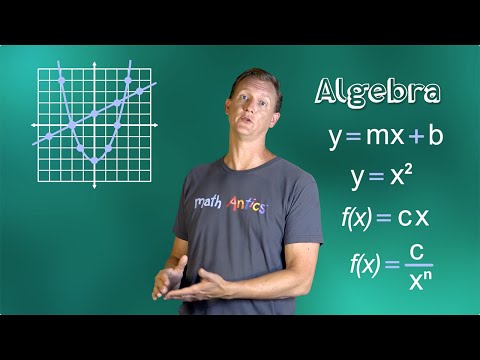 Algebra
y=mx+b
math Antics
y=x²
f(x)=cx
f(x)=c/xⁿ